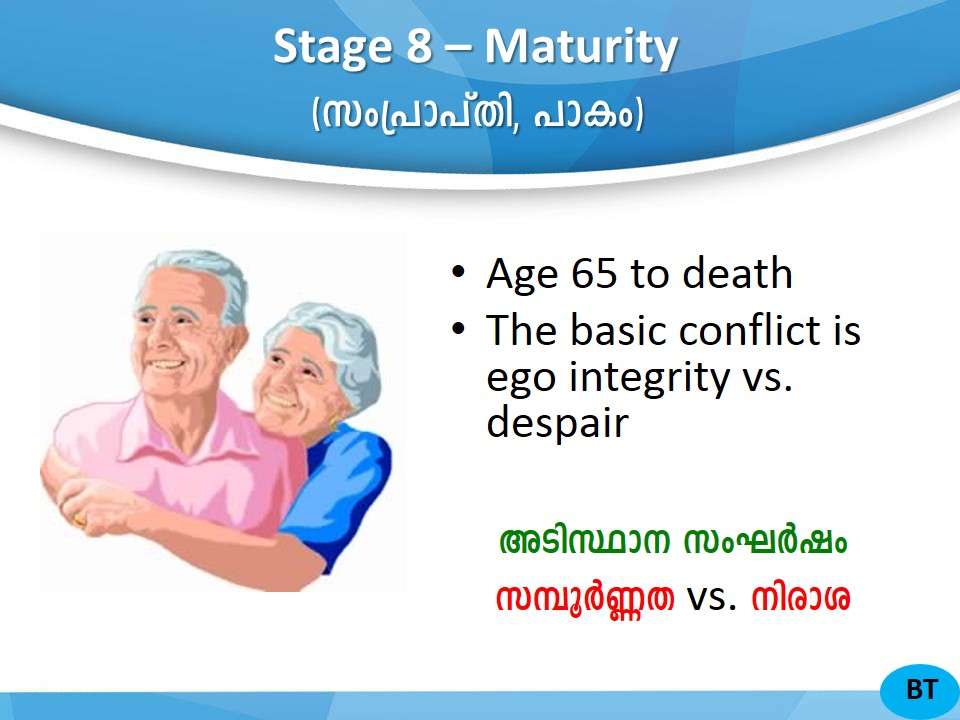 Stage 8 – Maturity
(സംപ്രാപ്തി, പാകം)
• Age 65 to death
• The basic conflict is
ego integrity vs.
despair
അടിസ്ഥാന സംഘർഷം
സമ്പൂർണ്ണത vs. നിരാശ
BT